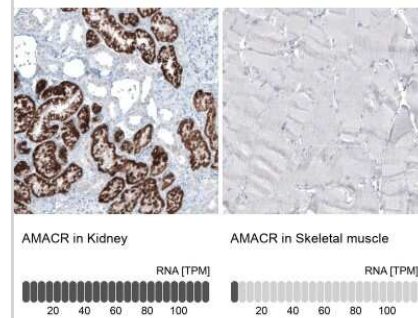 AMACR in Kidney
AMACR in Skeletal muscle
RNA [TPM]
RNA [TPM]
20 40 60 80 100
20 40 60 80 100